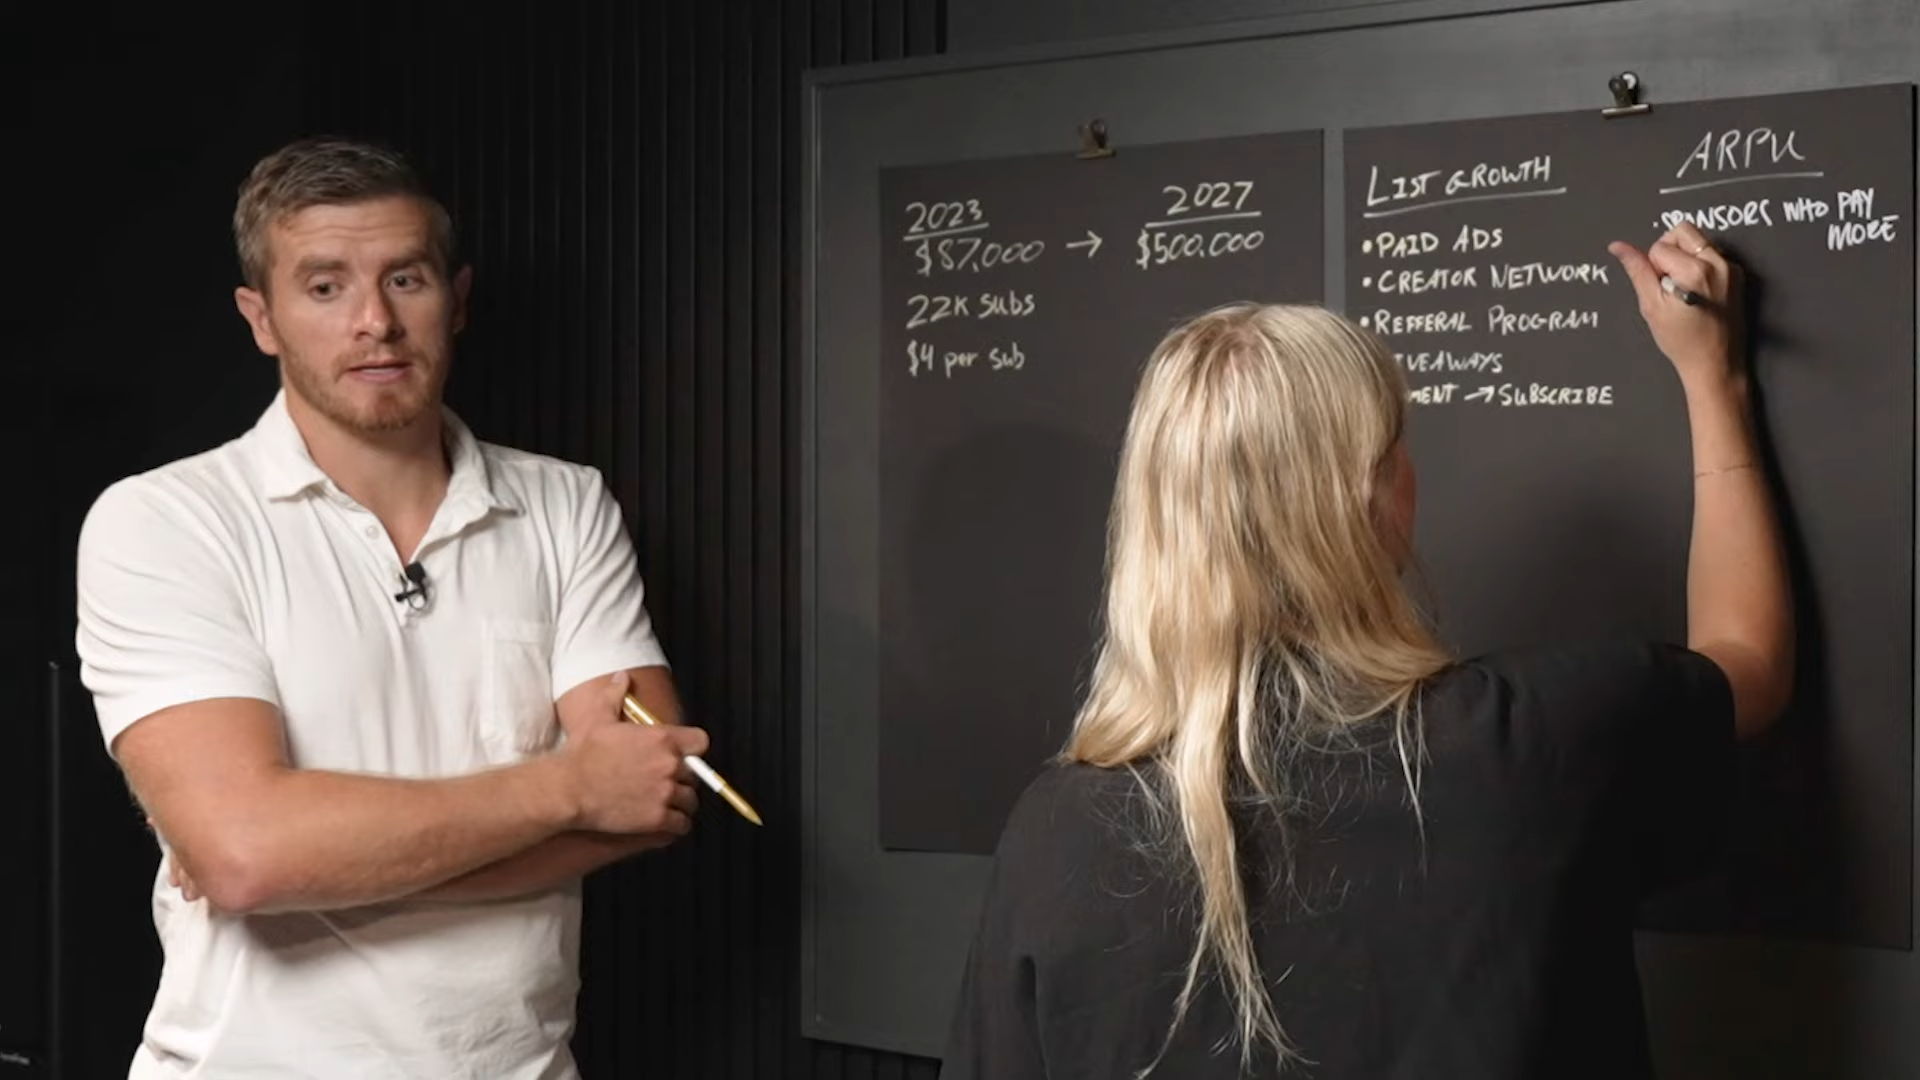 2023
$87,000 → 
2027
$500.000
22K SUBS
$4 per sub
LIST GROWTH
• PAID ADS
• CREATOR NETWORK
• REFFERAL PROGRAM
IVEAWAYS
MENT → SUBSCRIBE
ARPU
• SPONSORS WHO PAY
MORE